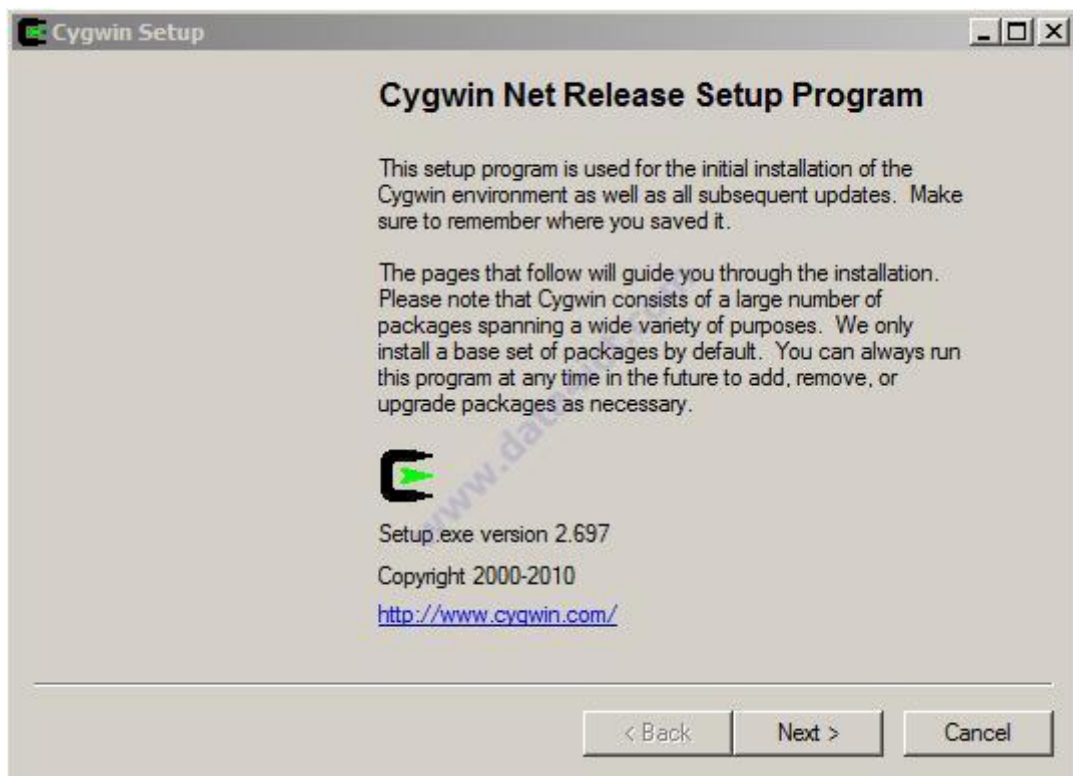 Cygwin Setup
Cygwin Net Release Setup Program
This setup program is used for the initial installation of the
Cygwin environment as well as all subsequent updates. Make
sure to remember where you saved it.
The pages that follow will guide you through the installation.
Please note that Cygwin consists of a large number of
packages spanning a wide variety of purposes. We only
install a base set of packages by default. You can always run
this program at any time in the future to add, remove, or
upgrade packages as necessary.
Setup.exe version 2.697
Copyright 2000-2010
http://www.cygwin.com/
< Back
Next >
Cancel